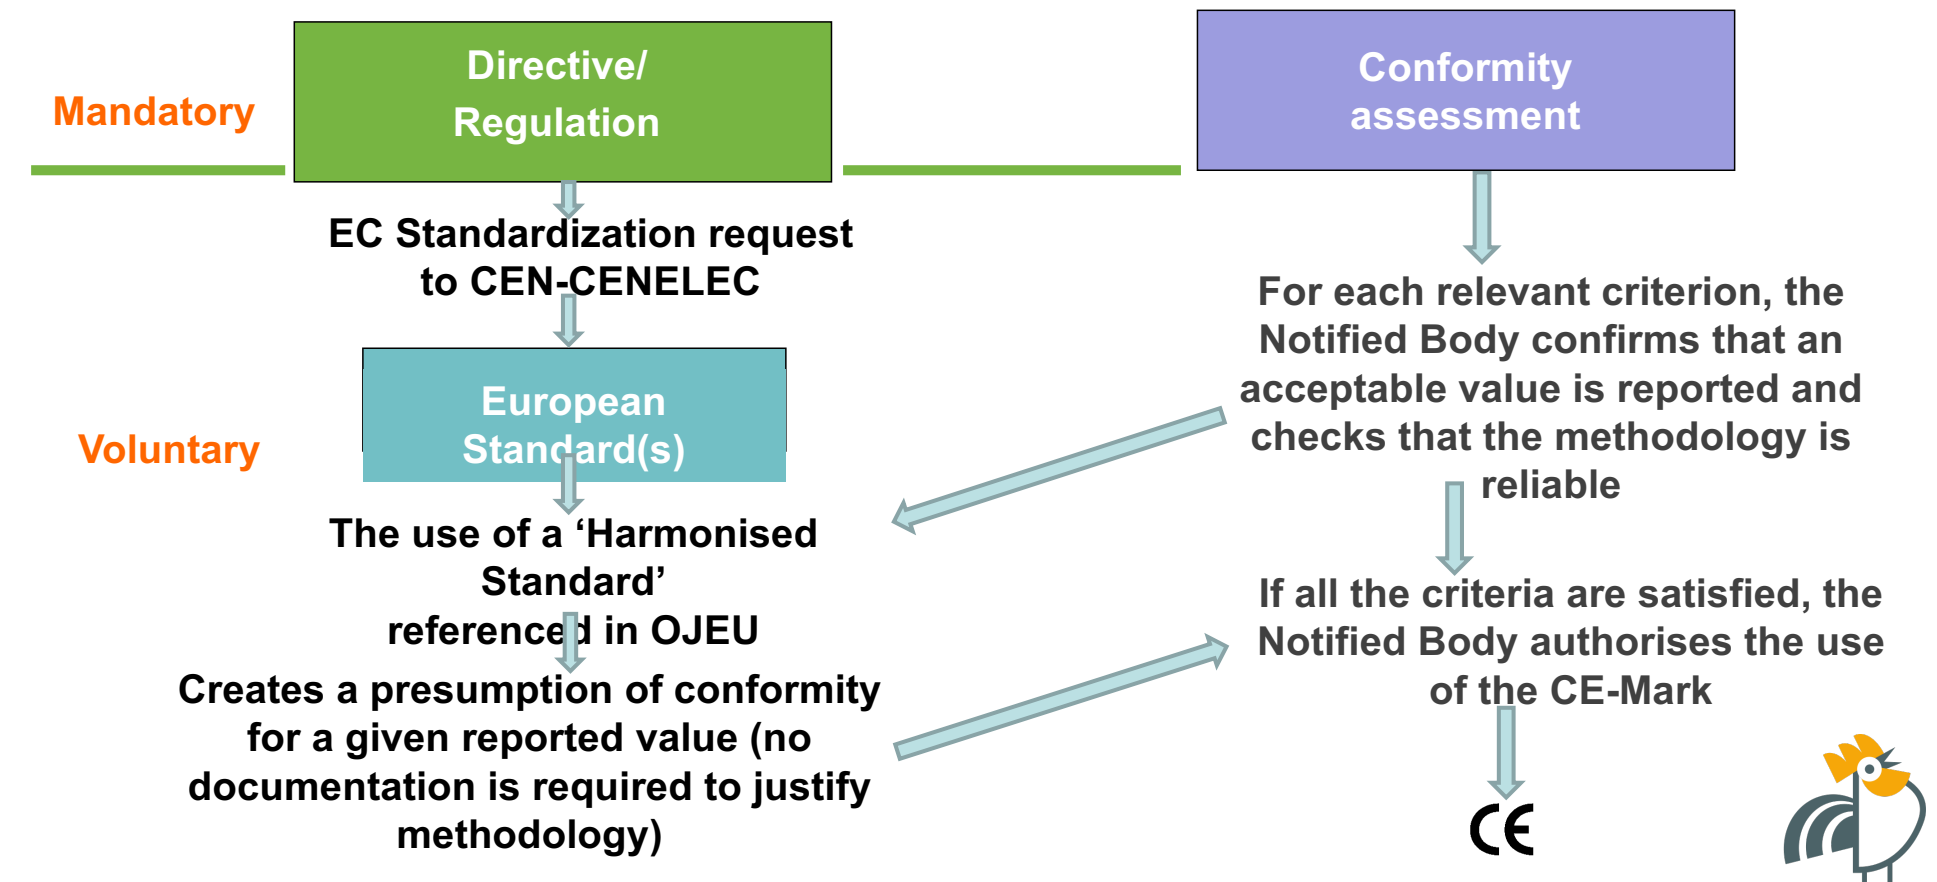 Mandatory
Directive/
Regulation
Conformity
assessment
EC Standardization request
to CEN-CENELEC
Voluntary
European
Standard(s)
The use of a ‘Harmonised
Standard’
referenced in OJEU
Creates a presumption of conformity
for a given reported value (no
documentation is required to justify
methodology)
For each relevant criterion, the
Notified Body confirms that an
acceptable value is reported and
checks that the methodology is
reliable
If all the criteria are satisfied, the
Notified Body authorises the use
of the CE-Mark
CE